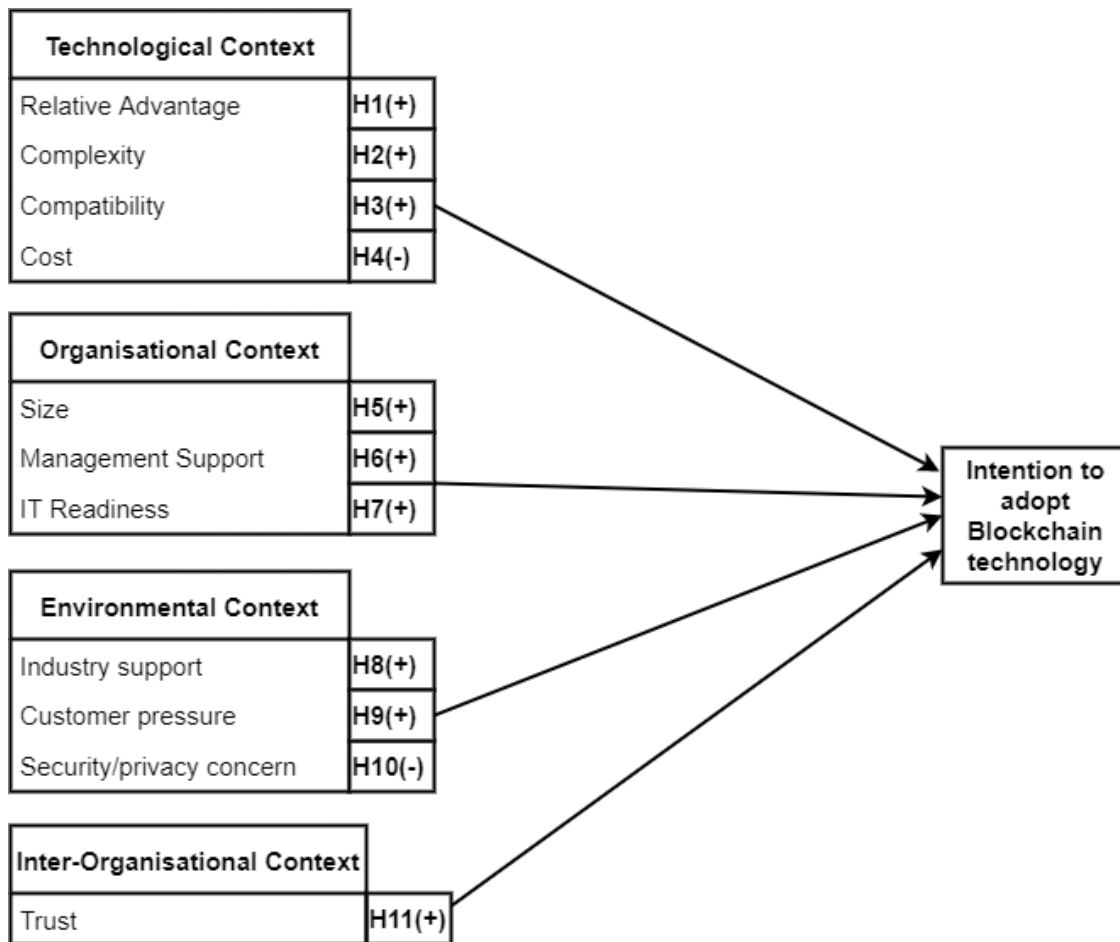 Technological Context
Relative Advantage H1(+)
Complexity H2(+)
Compatibility H3(+)
Cost H4(-)
Organisational Context
Size H5(+)
Management Support H6(+)
IT Readiness H7(+)
Environmental Context
Industry support H8(+)
Customer pressure H9(+)
Security/privacy concern H10(-)
Inter-Organisational Context
Trust H11(+)
Intention to
adopt
Blockchain
technology